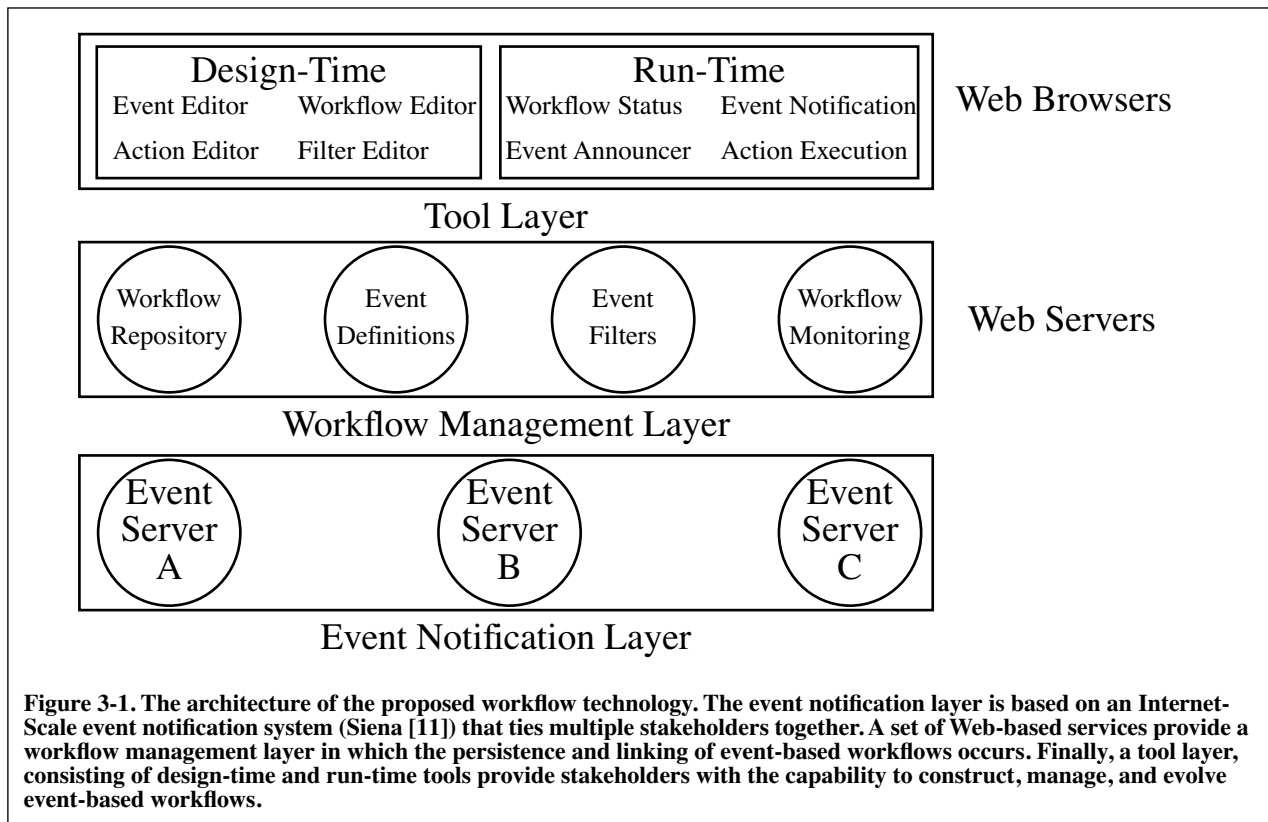 Design-Time
Event Editor Workflow Editor
Action Editor Filter Editor
Run-Time
Workflow Status Event Notification
Event Announcer Action Execution
Web Browsers
Tool Layer
Workflow
Repository
Event
Definitions
Event
Filters
Workflow
Monitoring
Web Servers
Workflow Management Layer
Event
Server
A
Event
Server
B
Event
Server
C
Event Notification Layer
Figure 3-1. The architecture of the proposed workflow technology. The event notification layer is based on an Internet-
Scale event notification system (Siena [11]) that ties multiple stakeholders together. A set of Web-based services provide a
workflow management layer in which the persistence and linking of event-based workflows occurs. Finally, a tool layer,
consisting of design-time and run-time tools provide stakeholders with the capability to construct, manage, and evolve
event-based workflows.